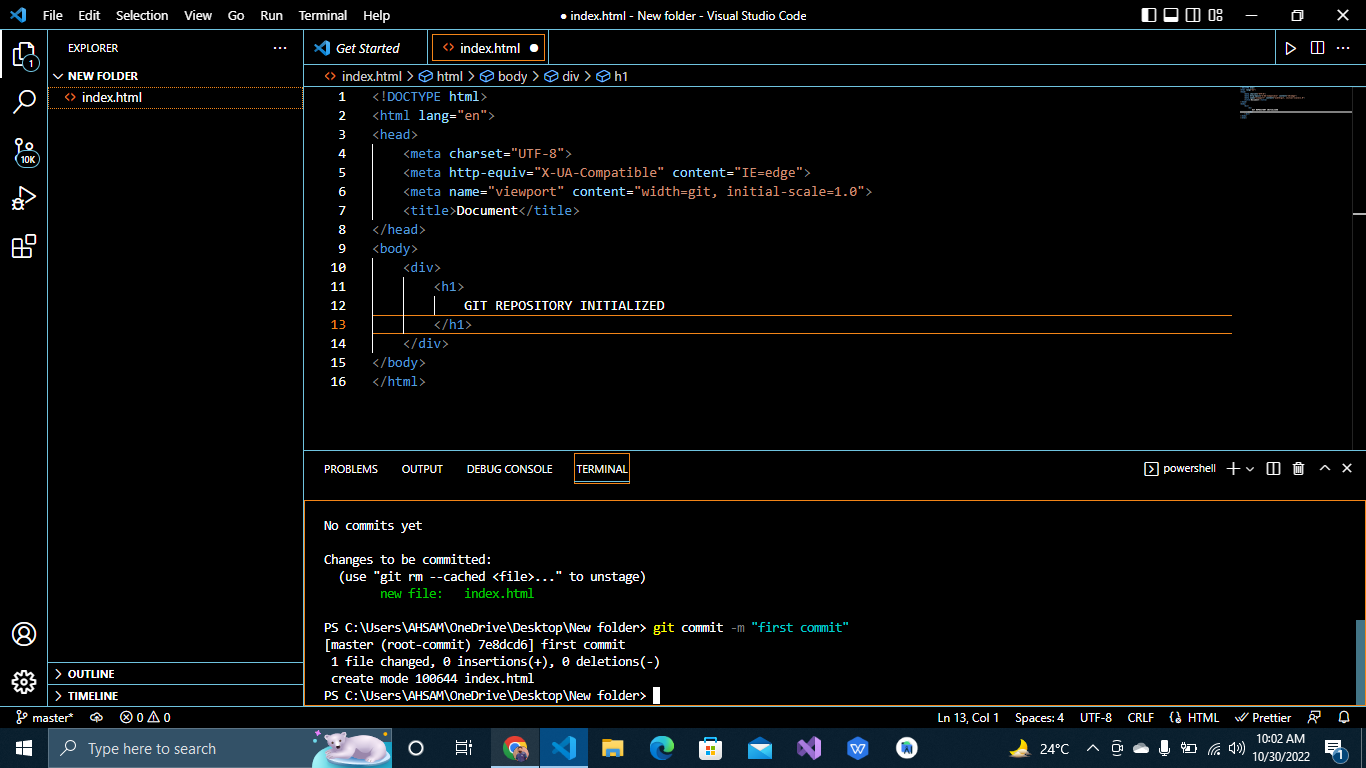 File Edit Selection View Go Run Terminal Help ● index.html - New folder - Visual Studio Code
EXPLORER ···
1
NEW FOLDER
index.html
10K
OUTLINE
TIMELINE
Get Started index.html ●
index.html > html > body > div > h1
1 <!DOCTYPE html>
2 <html lang="en">
3 <head>
4 <meta charset="UTF-8">
5 <meta http-equiv="X-UA-Compatible" content="IE=edge">
6 <meta name="viewport" content="width=git, initial-scale=1.0">
7 <title>Document</title>
8 </head>
9 <body>
10 <div>
11 <h1>
12 GIT REPOSITORY INITIALIZED
13 </h1>
14 </div>
15 </body>
16 </html>
PROBLEMS OUTPUT DEBUG CONSOLE TERMINAL powershell
No commits yet
Changes to be committed:
(use "git rm --cached <file>..." to unstage)
new file: index.html
PS C:\Users\AHSAM\OneDrive\Desktop\New folder> git commit -m "first commit"
[master (root-commit) 7e8dcd6] first commit
1 file changed, 0 insertions(+), 0 deletions(-)
create mode 100644 index.html
PS C:\Users\AHSAM\OneDrive\Desktop\New folder>
master* 0 0 Ln 13, Col 1 Spaces: 4 UTF-8 CRLF HTML Prettier
Type here to search 24°C 10:02 AM
10/30/2022 1